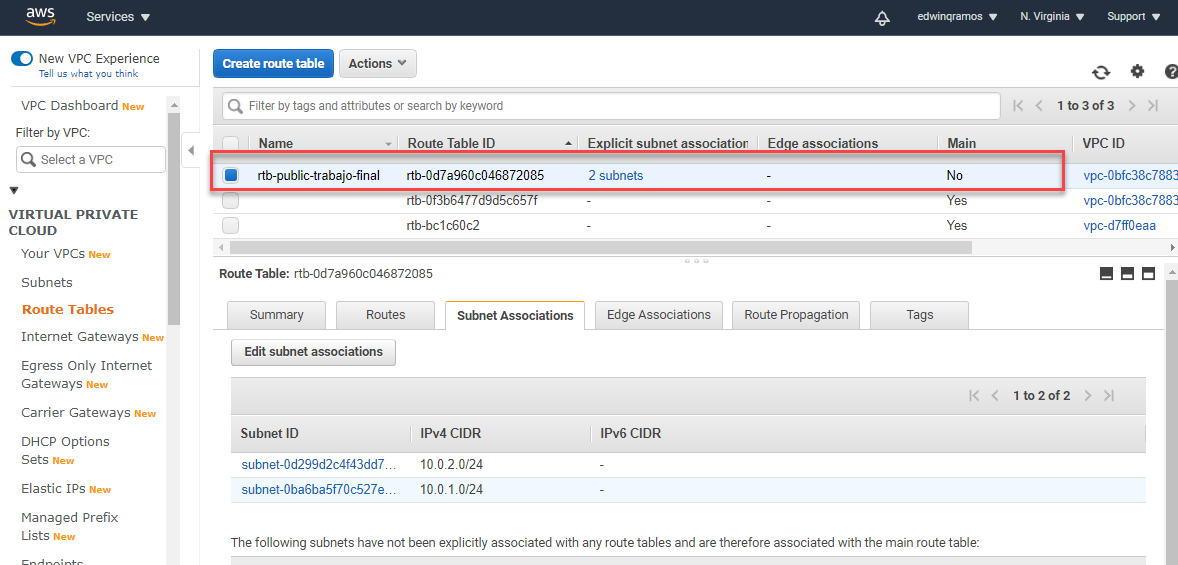 aws Services edwinqramos N. Virginia Support
New VPC Experience
Tell us what you think
Create route table Actions
VPC Dashboard New
Filter by VPC:
Select a VPC
VIRTUAL PRIVATE
CLOUD
Your VPCs New
Subnets
Route Tables
Internet Gateways New
Egress Only Internet
Gateways New
Carrier Gateways New
DHCP Options
Sets New
Elastic IPs New
Managed Prefix
Lists New
Endpoints
Filter by tags and attributes or search by keyword 1 to 3 of 3
Name Route Table ID Explicit subnet association Edge associations Main VPC ID
rtb-public-trabajo-final rtb-0d7a960c046872085 2 subnets - No vpc-0bfc38c7883
rtb-0f3b6477d9d5c657f - - Yes vpc-0bfc38c7883
rtb-bc1c60c2 - - Yes vpc-d7ff0eaa
Route Table: rtb-0d7a960c046872085
Summary Routes Subnet Associations Edge Associations Route Propagation Tags
Edit subnet associations
1 to 2 of 2
Subnet ID IPv4 CIDR IPv6 CIDR
subnet-0d299d2c4f43dd7... 10.0.2.0/24 -
subnet-0ba6ba5f70c527e... 10.0.1.0/24 -
The following subnets have not been explicitly associated with any route tables and are therefore associated with the main route table: